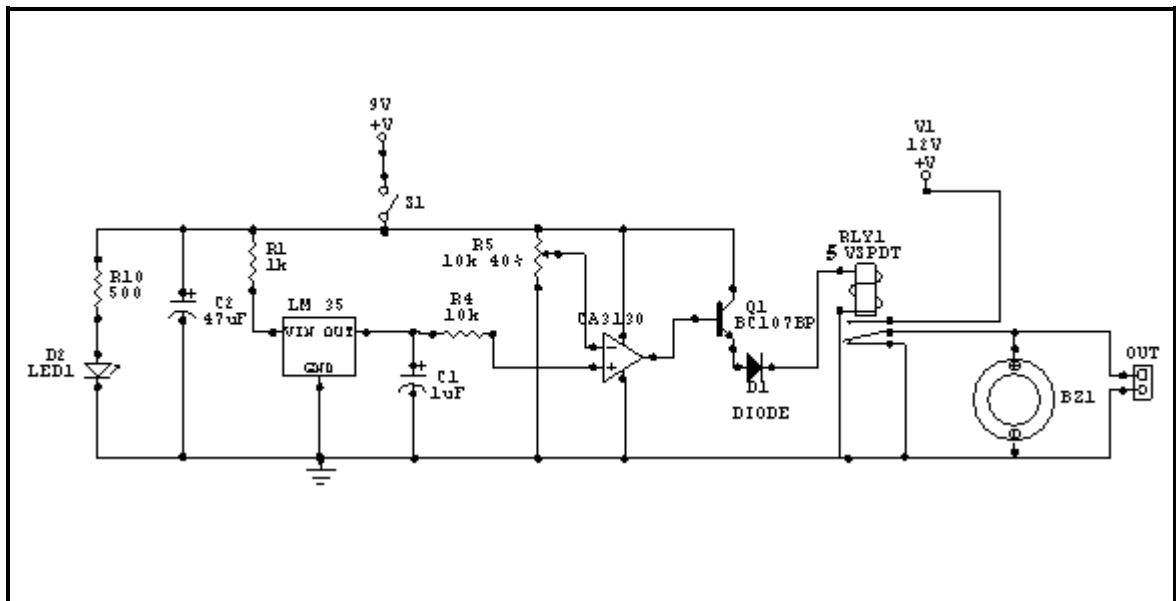 9V
+V
S1
V1
12V
+V
R10
500
C2
47uF
R1
1k
LM 35
VIN OUT
GND
R5
10k 40%
R4
10k
C1
1uF
CA3130
Q1
BC107BP
D1
DIODE
RLY1
5 VSPDT
D2
LED1
BZ1
OUT